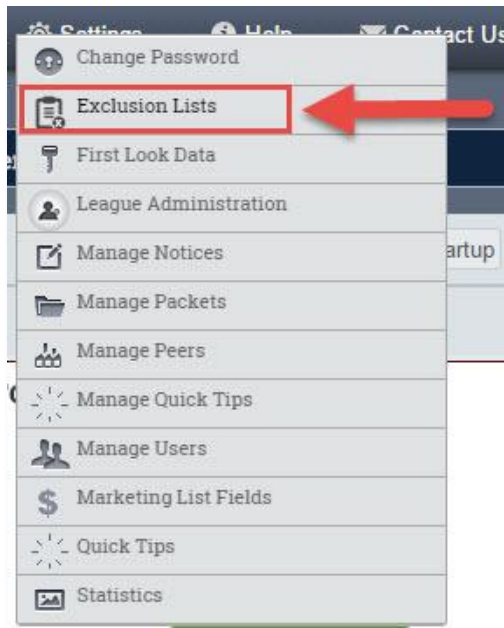 Settings Help Contact Us
Change Password
Exclusion Lists
First Look Data
League Administration
Manage Notices
artup
Manage Packets
Manage Peers
Manage Quick Tips
Manage Users
Marketing List Fields
Quick Tips
Statistics